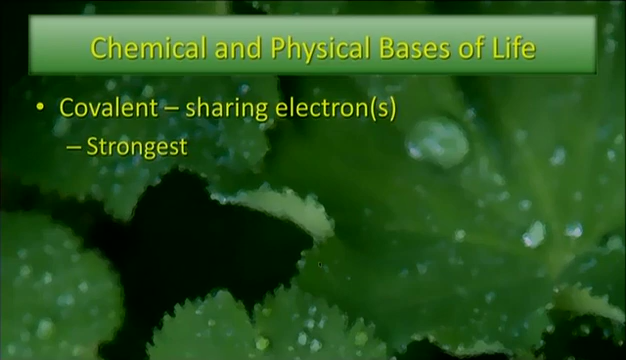 Chemical and Physical Bases of Life
• Covalent – sharing electron(s)
– Strongest